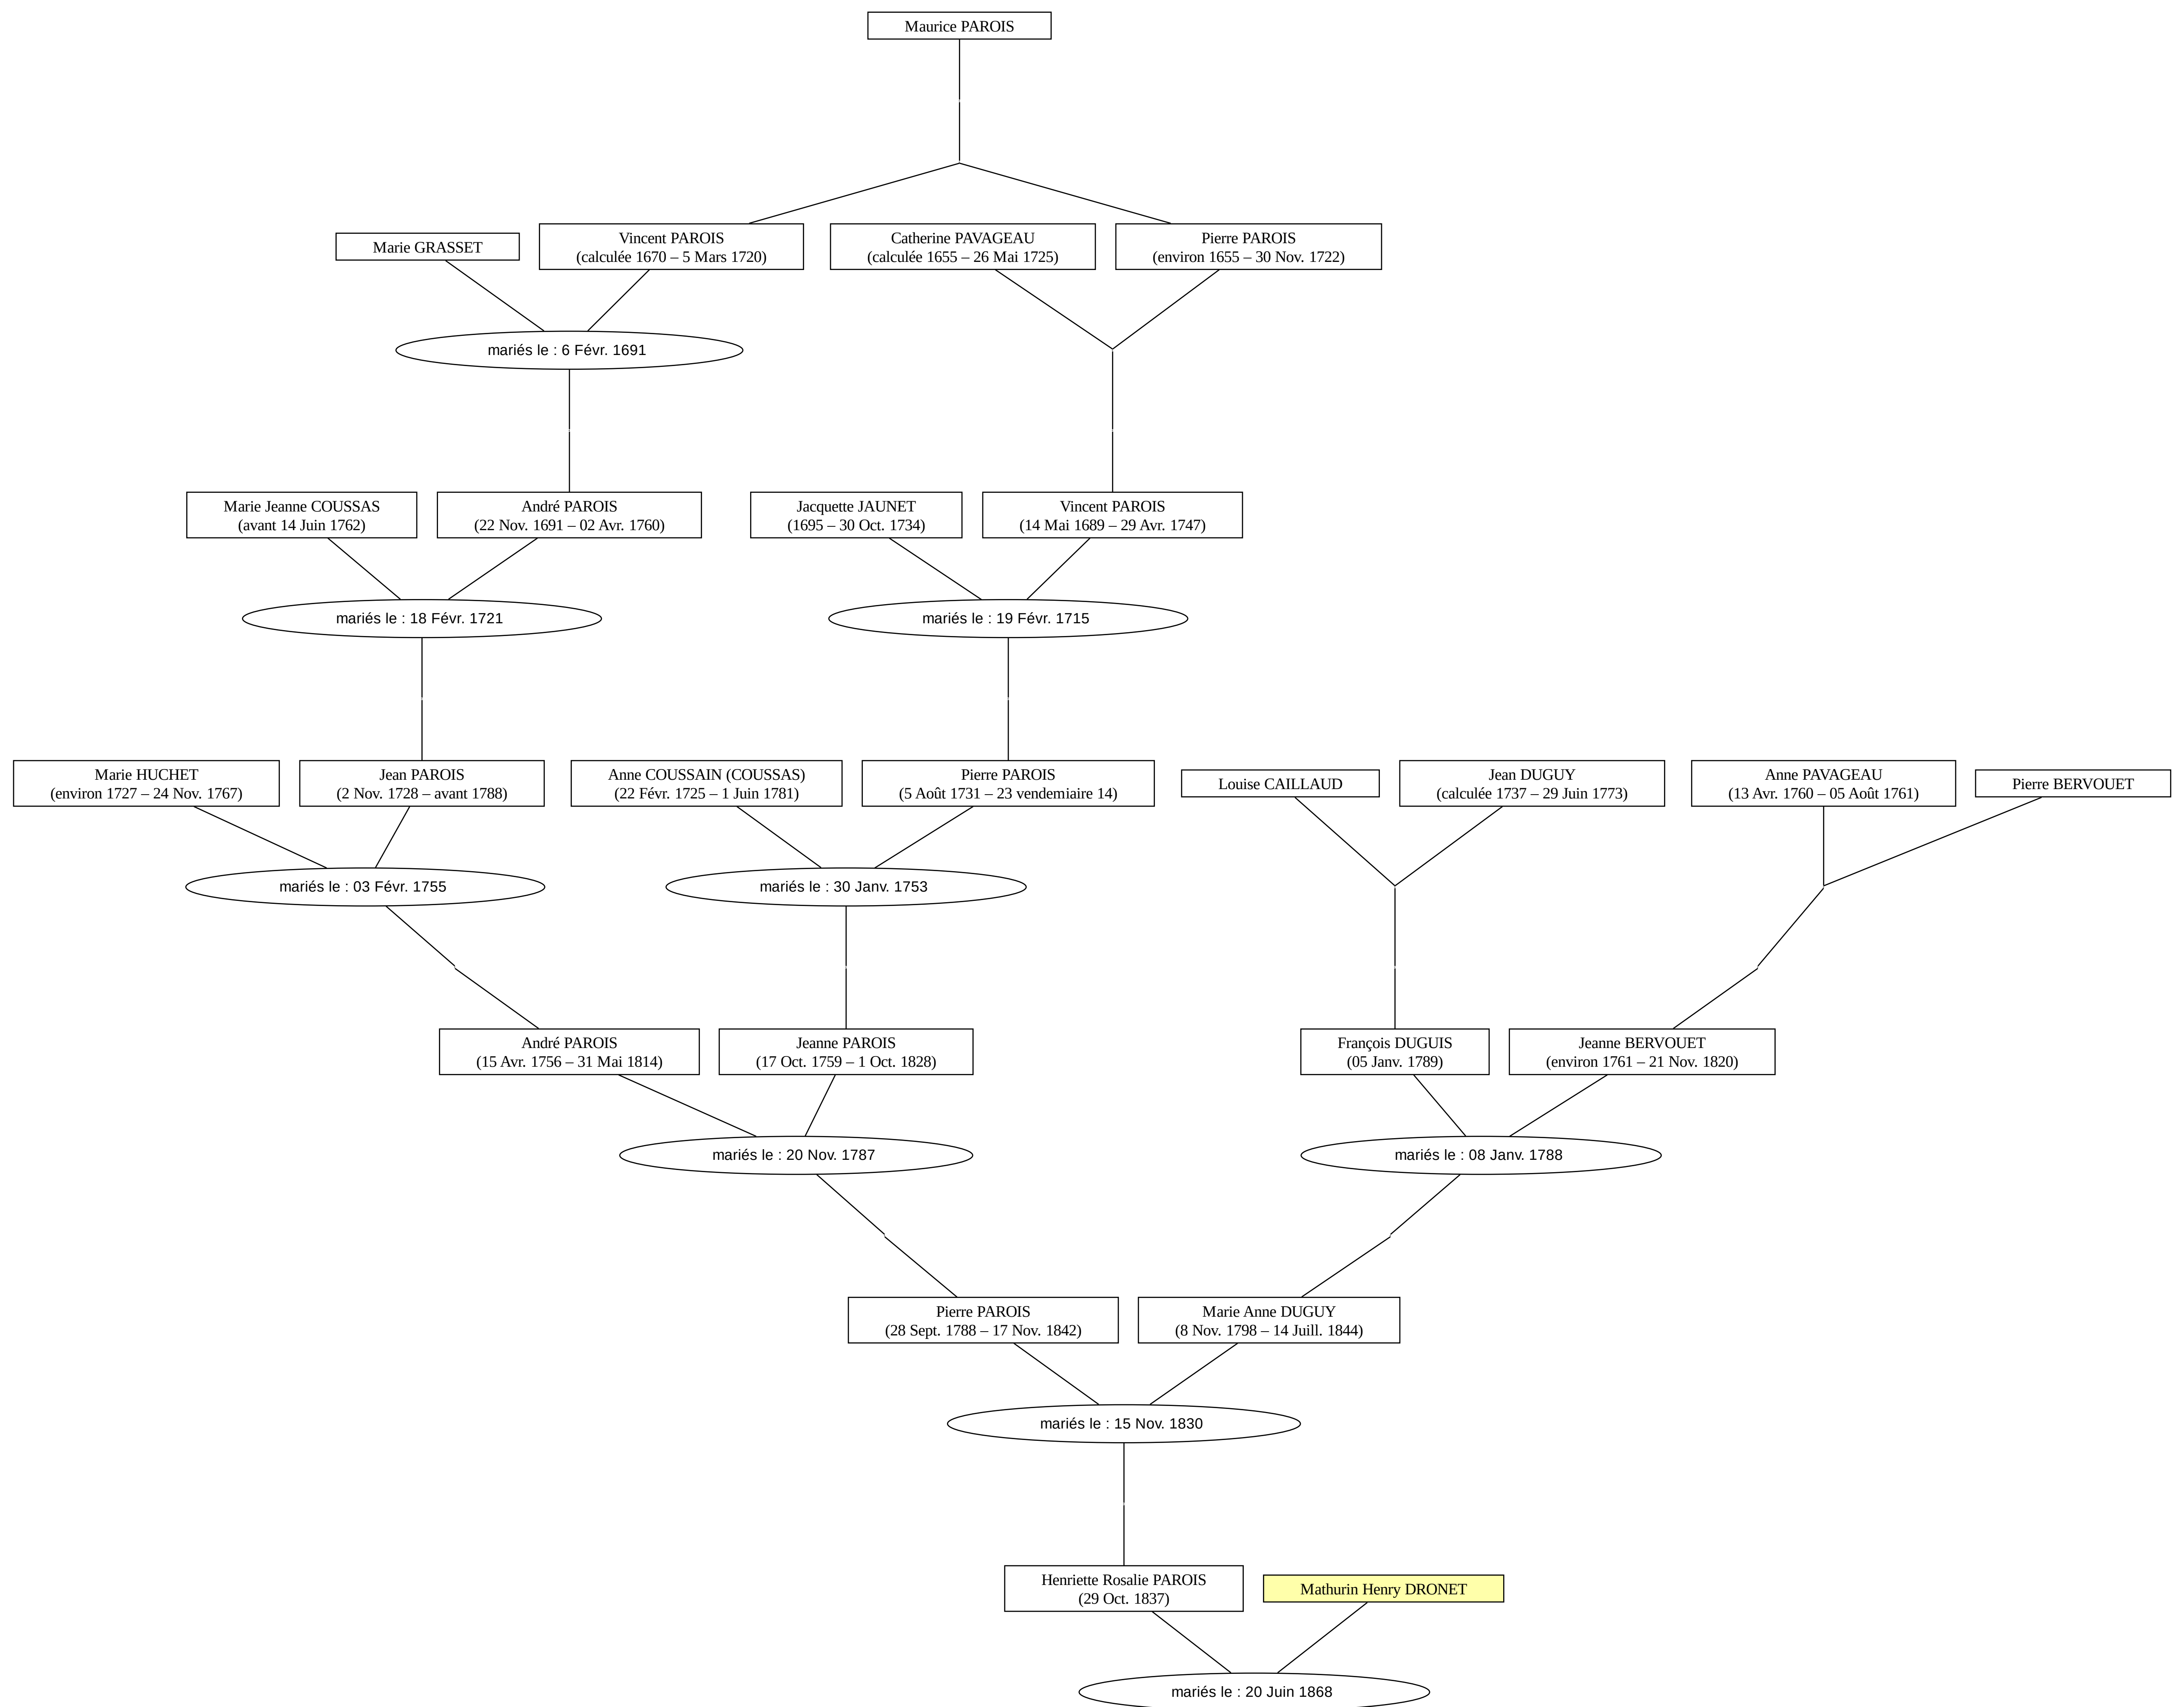 Maurice PAROIS
Marie GRASSET
Vincent PAROIS
(calculée 1670 – 5 Mars 1720)
Catherine PAVAGEAU
(calculée 1655 – 26 Mai 1725)
Pierre PAROIS
(environ 1655 – 30 Nov. 1722)
mariés le : 6 Févr. 1691
Marie Jeanne COUSSAS
(avant 14 Juin 1762)
André PAROIS
(22 Nov. 1691 – 02 Avr. 1760)
Jacquette JAUNET
(1695 – 30 Oct. 1734)
Vincent PAROIS
(14 Mai 1689 – 29 Avr. 1747)
mariés le : 18 Févr. 1721
mariés le : 19 Févr. 1715
Marie HUCHET
(environ 1727 – 24 Nov. 1767)
Jean PAROIS
(2 Nov. 1728 – avant 1788)
Anne COUSSAIN (COUSSAS)
(22 Févr. 1725 – 1 Juin 1781)
Pierre PAROIS
(5 Août 1731 – 23 vendemiaire 14)
Louise CAILLAUD
Jean DUGUY
(calculée 1737 – 29 Juin 1773)
Anne PAVAGEAU
(13 Avr. 1760 – 05 Août 1761)
Pierre BERVOUET
mariés le : 03 Févr. 1755
mariés le : 30 Janv. 1753
André PAROIS
(15 Avr. 1756 – 31 Mai 1814)
Jeanne PAROIS
(17 Oct. 1759 – 1 Oct. 1828)
François DUGUIS
(05 Janv. 1789)
Jeanne BERVOUET
(environ 1761 – 21 Nov. 1820)
mariés le : 20 Nov. 1787
mariés le : 08 Janv. 1788
Pierre PAROIS
(28 Sept. 1788 – 17 Nov. 1842)
Marie Anne DUGUY
(8 Nov. 1798 – 14 Juill. 1844)
mariés le : 15 Nov. 1830
Henriette Rosalie PAROIS
(29 Oct. 1837)
Mathurin Henry DRONET
mariés le : 20 Juin 1868